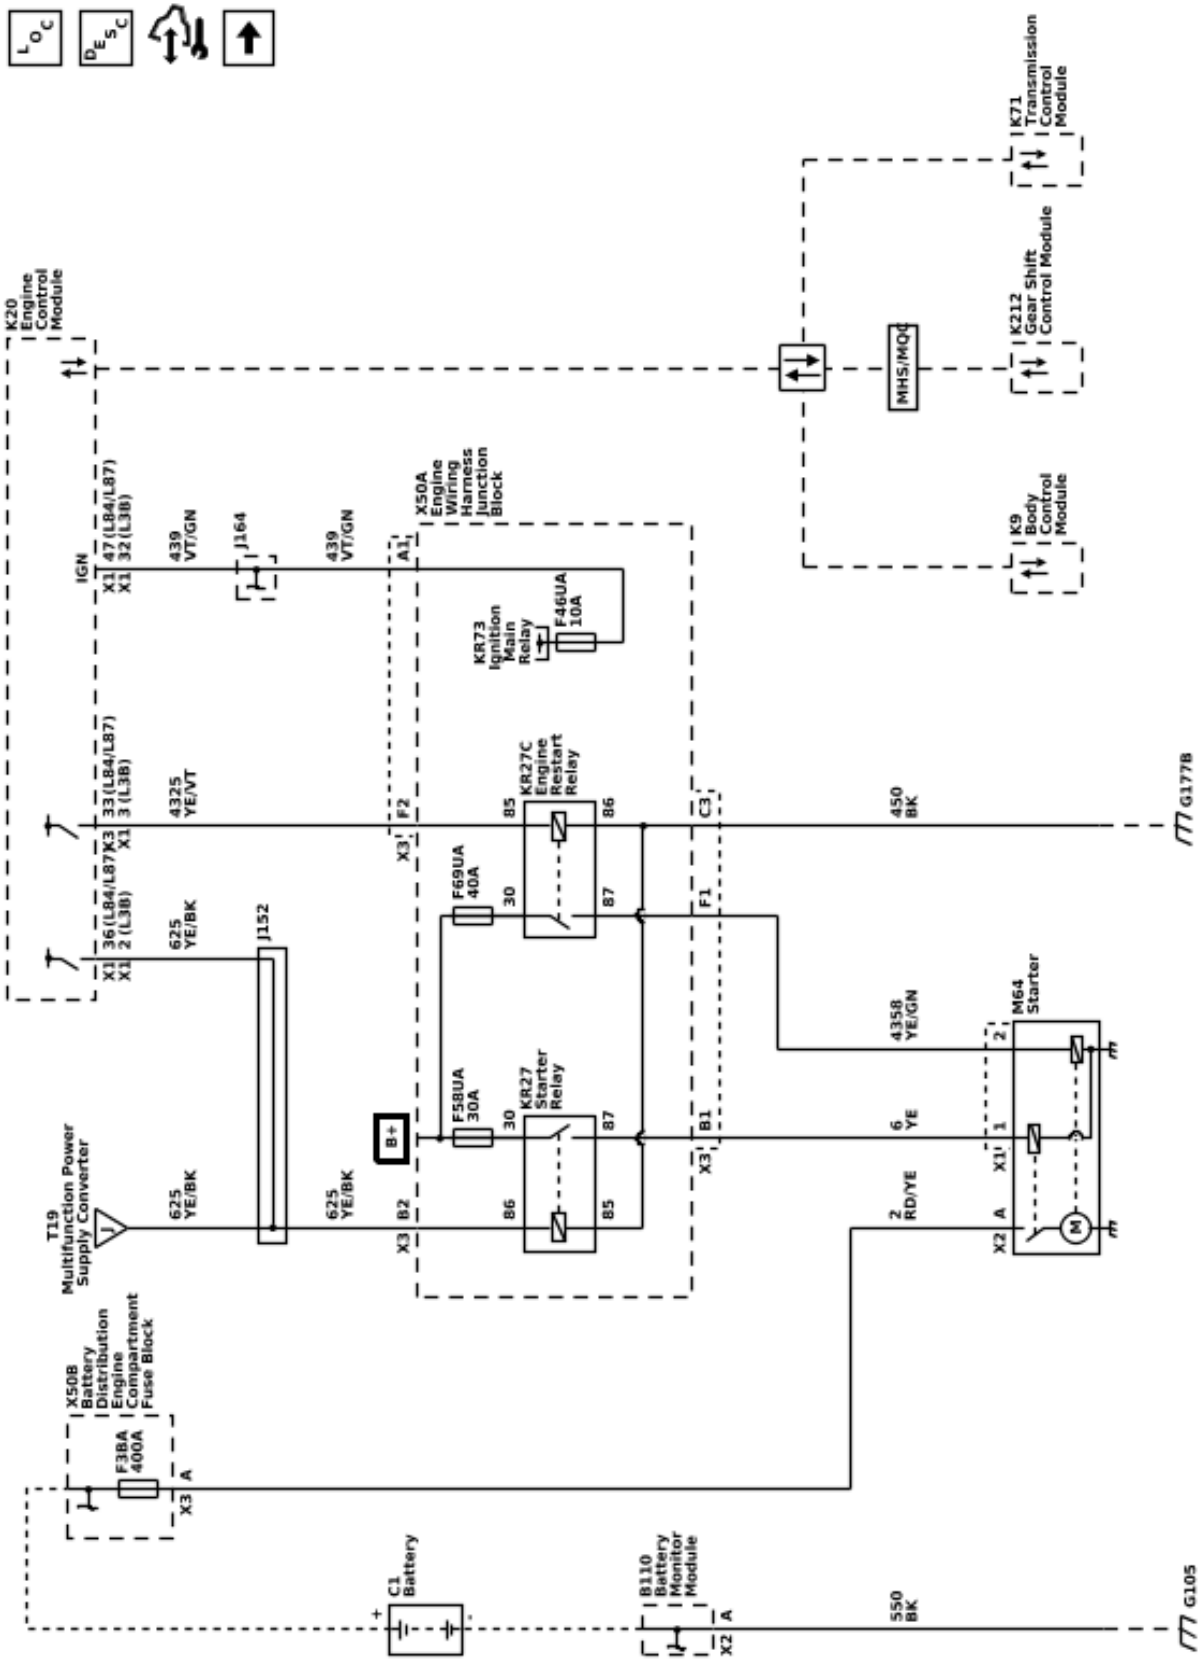 LOC
DESC
K20
Engine
Control
Module
IGN
X1 36 (L84/L87)
X1 2 (L3B)
X3 33 (L84/L87)
X1 3 (L3B)
X1 47 (L84/L87)
X1 32 (L3B)
T19
Multifunction Power
Supply Converter
J
625
YE/BK
625
YE/BK
4325
YE/VT
439
VT/GN
J152
J164
625
YE/BK
439
VT/GN
X50B
Battery
Distribution
Engine
Compartment
Fuse Block
F38A
400A
X3 A
B+
X3 B2
X3 F2
A1
X50A
Engine
Wiring
Harness
Junction
Block
F58UA
30A
F69UA
40A
KR73
Ignition
Main
Relay
F46UA
10A
86
30
30
85
KR27
Starter
Relay
KR27C
Engine
Restart
Relay
85
87
87
86
X3 B1
F1
C3
C1
Battery
+
-
B110
Battery
Monitor
Module
X2 A
MHS/MQC
550
BK
2
RD/YE
6
YE
4358
YE/GN
450
BK
X2 A
X1 1
2
M64
Starter
M
K9
Body
Control
Module
K212
Gear Shift
Control Module
K71
Transmission
Control
Module
G105
G177B